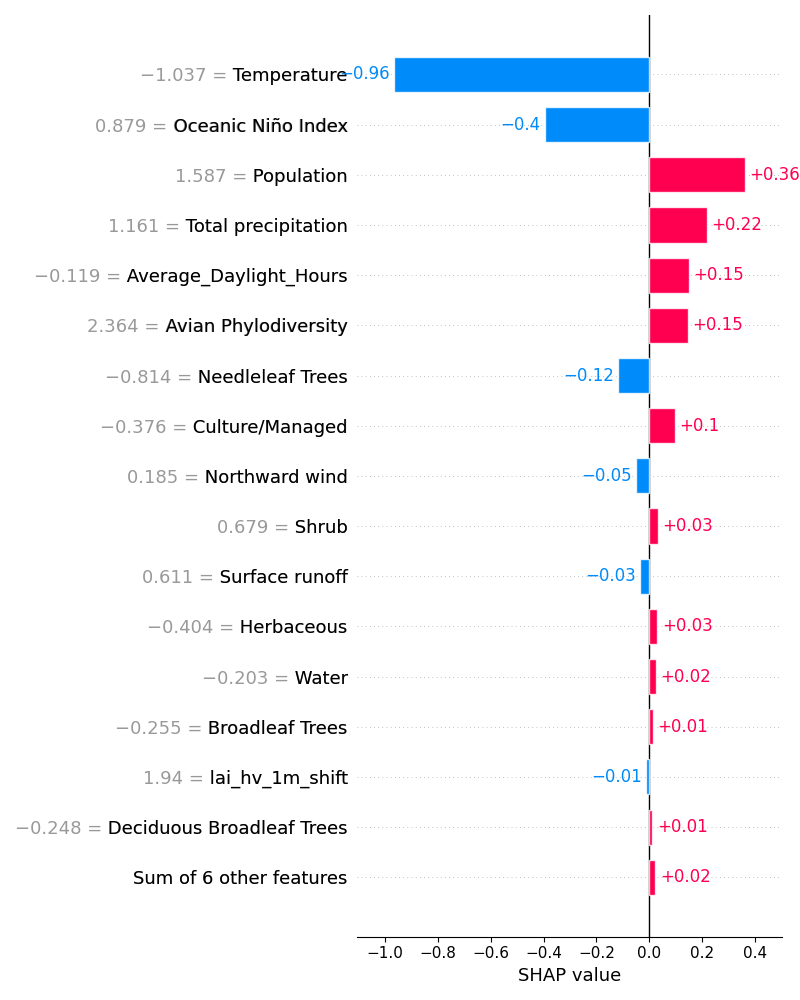 −1.037 = Temperature −0.96
0.879 = Oceanic Niño Index −0.4
1.587 = Population +0.36
1.161 = Total precipitation +0.22
−0.119 = Average_Daylight_Hours +0.15
2.364 = Avian Phylodiversity +0.15
−0.814 = Needleleaf Trees −0.12
−0.376 = Culture/Managed +0.1
0.185 = Northward wind −0.05
0.679 = Shrub +0.03
0.611 = Surface runoff −0.03
−0.404 = Herbaceous +0.03
−0.203 = Water +0.02
−0.255 = Broadleaf Trees +0.01
1.94 = lai_hv_1m_shift −0.01
−0.248 = Deciduous Broadleaf Trees +0.01
Sum of 6 other features +0.02
−1.0 −0.8 −0.6 −0.4 −0.2 0.0 0.2 0.4
SHAP value